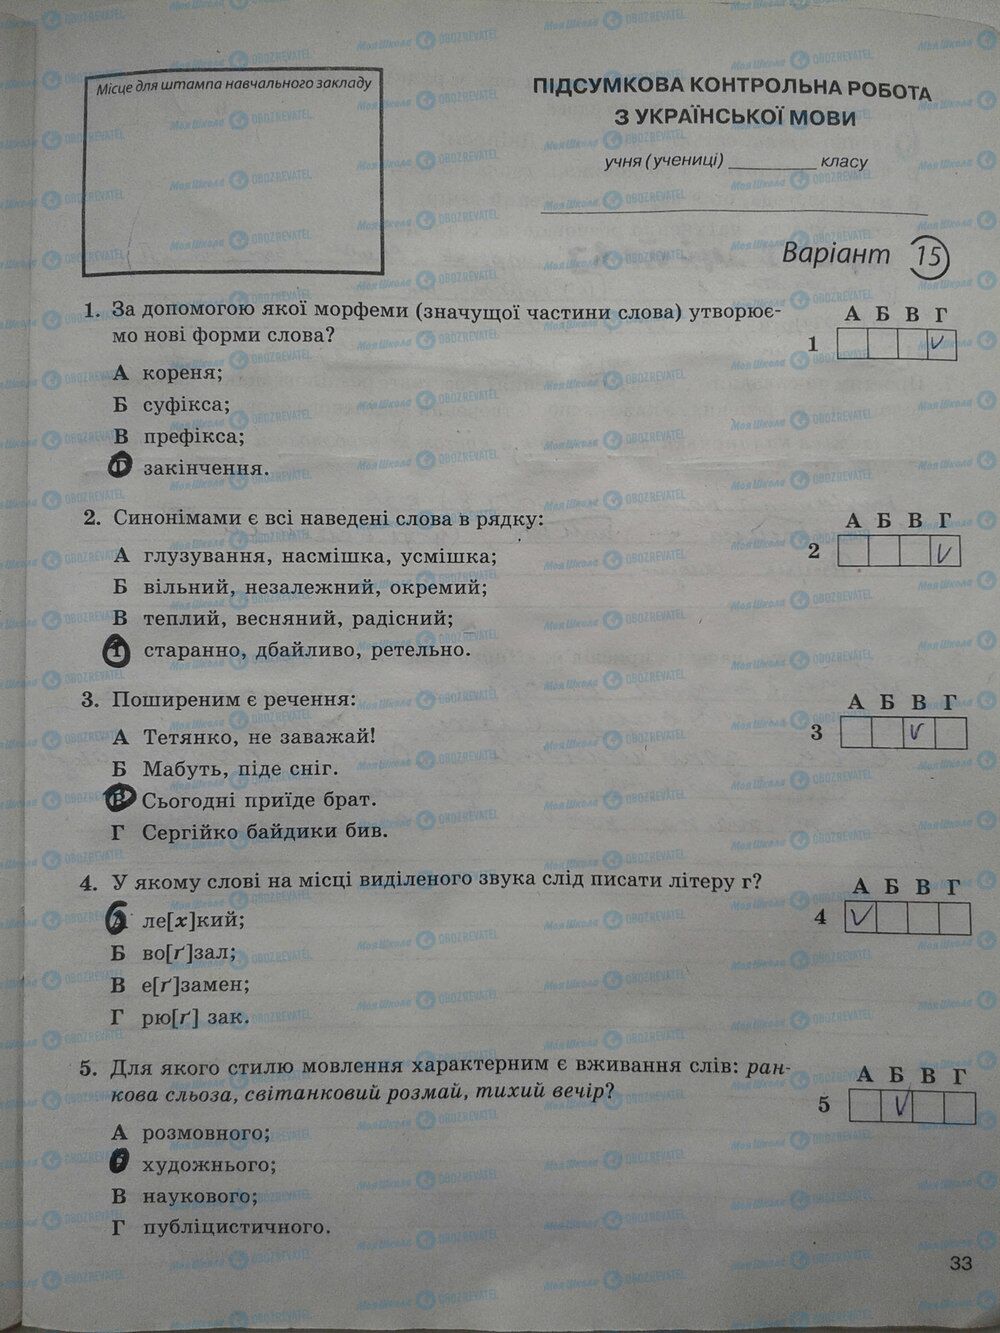 Місце для штампа навчального закладу
ПІДСУМКОВА КОНТРОЛЬНА РОБОТА
З УКРАЇНСЬКОЇ МОВИ
учня (учениці) __________ класу
Варіант 15
1. За допомогою якої морфеми (значущої частини слова) утворює-
мо нові форми слова?
А Б В Г
1
А кореня;
Б суфікса;
В префікса;
Г закінчення.
2. Синонімами є всі наведені слова в рядку:
А Б В Г
2
А глузування, насмішка, усмішка;
Б вільний, незалежний, окремий;
В теплий, весняний, радісний;
Г старанно, дбайливо, ретельно.
3. Поширеним є речення:
А Б В Г
3
А Тетянко, не заважай!
Б Мабуть, піде сніг.
В Сьогодні приїде брат.
Г Сергійко байдики бив.
4. У якому слові на місці виділеного звука слід писати літеру г?
А Б В Г
4
А ле[х]кий;
Б во[ґ]зал;
В е[ґ]замен;
Г рю[ґ] зак.
5. Для якого стилю мовлення характерним є вживання слів: ран-
кова сльоза, світанковий розмай, тихий вечір?
А Б В Г
5
А розмовного;
Б художнього;
В наукового;
Г публіцистичного.
33